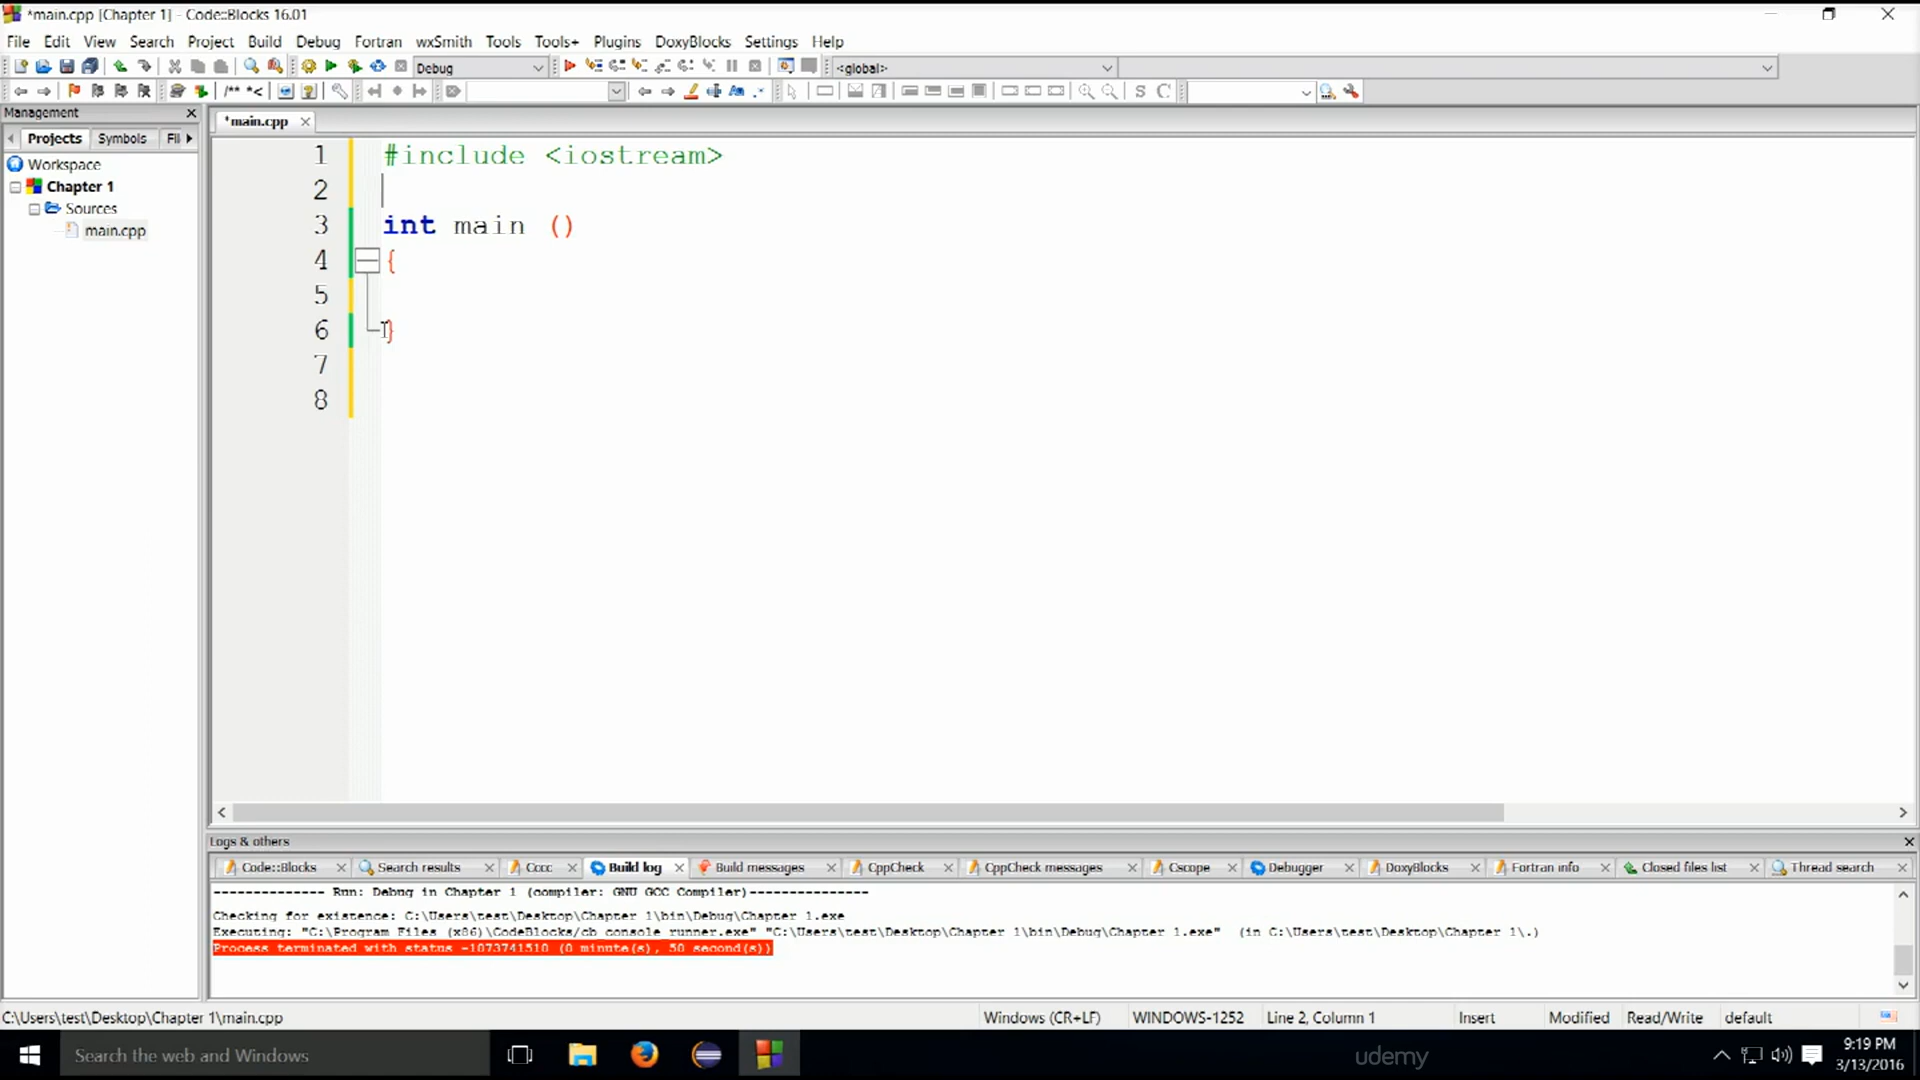 *main.cpp [Chapter 1] - Code::Blocks 16.01
File Edit View Search Project Build Debug Fortran wxSmith Tools Tools+ Plugins DoxyBlocks Settings Help
Debug <global>
/** *< S C
Management
Projects Symbols Fil
*main.cpp
Workspace
Chapter 1
Sources
main.cpp
1 #include <iostream>
2
3 int main ()
4 {
5
6 }
7
8
Logs & others
Code::Blocks Search results Cccc Build log Build messages CppCheck CppCheck messages Cscope Debugger DoxyBlocks Fortran info Closed files list Thread search
-------------- Run: Debug in Chapter 1 (compiler: GNU GCC Compiler)---------------
Checking for existence: C:\Users\test\Desktop\Chapter 1\bin\Debug\Chapter 1.exe
Executing: "C:\Program Files (x86)\CodeBlocks/cb_console_runner.exe" "C:\Users\test\Desktop\Chapter 1\bin\Debug\Chapter 1.exe" (in C:\Users\test\Desktop\Chapter 1\.)
Process terminated with status -1073741510 (0 minute(s), 50 second(s))
C:\Users\test\Desktop\Chapter 1\main.cpp Windows (CR+LF) WINDOWS-1252 Line 2, Column 1 Insert Modified Read/Write default
Search the web and Windows
udemy
9:19 PM
3/13/2016